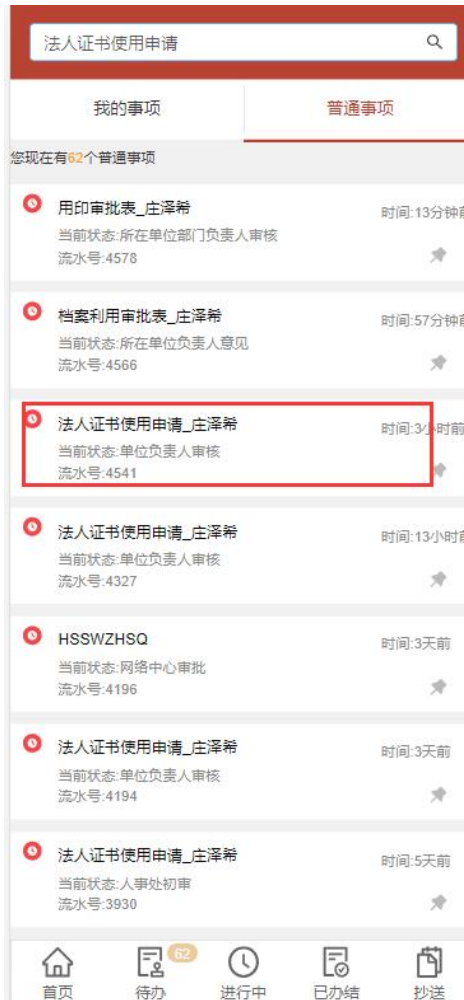 法人证书使用申请
我的事项 普通事项
您现在有62个普通事项
用印审批表_庄泽希 时间:13分钟前
当前状态:所在单位部门负责人审核
流水号:4578
档案利用审批表_庄泽希 时间:57分钟前
当前状态:所在单位负责人意见
流水号:4566
法人证书使用申请_庄泽希 时间:3小时前
当前状态:单位负责人审核
流水号:4541
法人证书使用申请_庄泽希 时间:13小时前
当前状态:单位负责人审核
流水号:4327
HSSWZHSQ 时间:3天前
当前状态:网络中心审批
流水号:4196
法人证书使用申请_庄泽希 时间:3天前
当前状态:单位负责人审核
流水号:4194
法人证书使用申请_庄泽希 时间:5天前
当前状态:人事处初审
流水号:3930
62
首页 待办 进行中 已办结 抄送